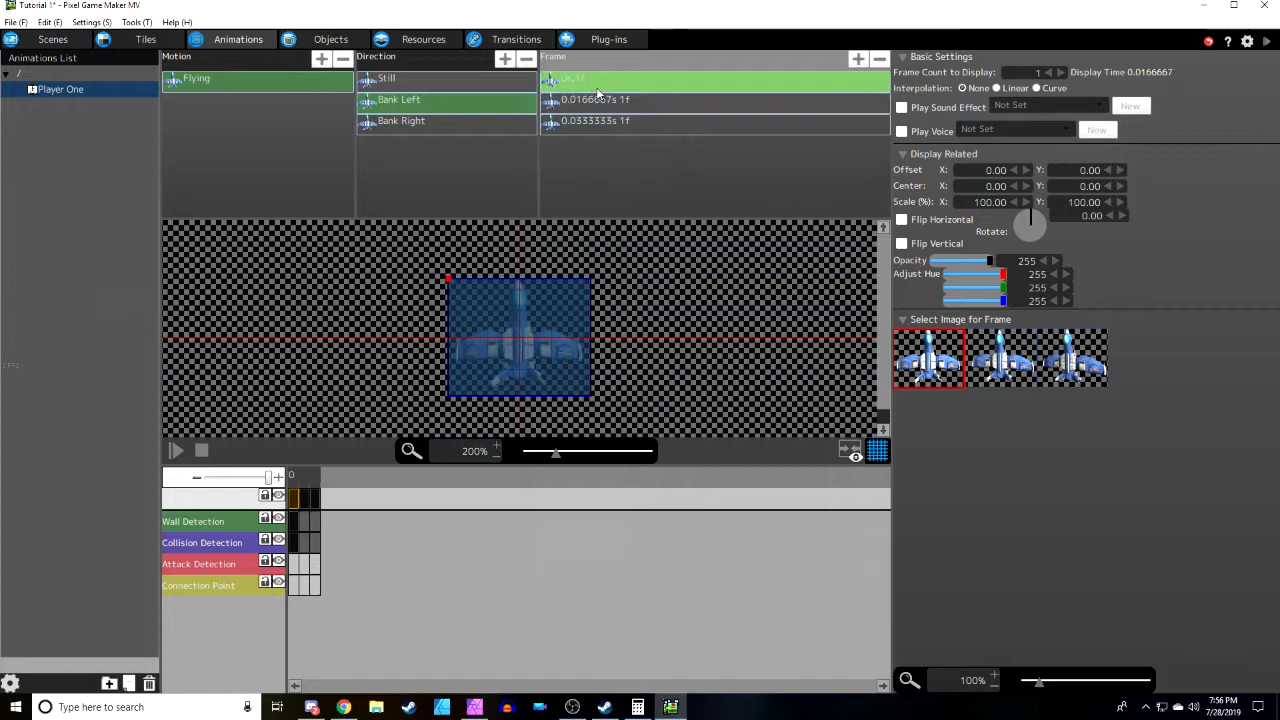 Tutorial 1* - Pixel Game Maker MV
File (F) Edit (E) Settings (S) Tools (T) Help (H)
Scenes Tiles Animations Objects Resources Transitions Plug-ins
Animations List
/
Player One
Motion
Flying
Direction
Still
Bank Left
Bank Right
Frame
0.0166667s 1f
0.0333333s 1f
Basic Settings
Frame Count to Display: 1 Display Time 0.0166667
Interpolation: None Linear Curve
Play Sound Effect Not Set New
Play Voice Not Set New
Display Related
Offset X: 0.00 Y: 0.00
Center: X: 0.00 Y: 0.00
Scale (%): X: 100.00 Y: 100.00
Flip Horizontal 0.00
Rotate:
Flip Vertical
Opacity 255
Adjust Hue 255
255
255
Select Image for Frame
200%
0
Wall Detection
Collision Detection
Attack Detection
Connection Point
100%
Type here to search
7:56 PM
7/28/2019